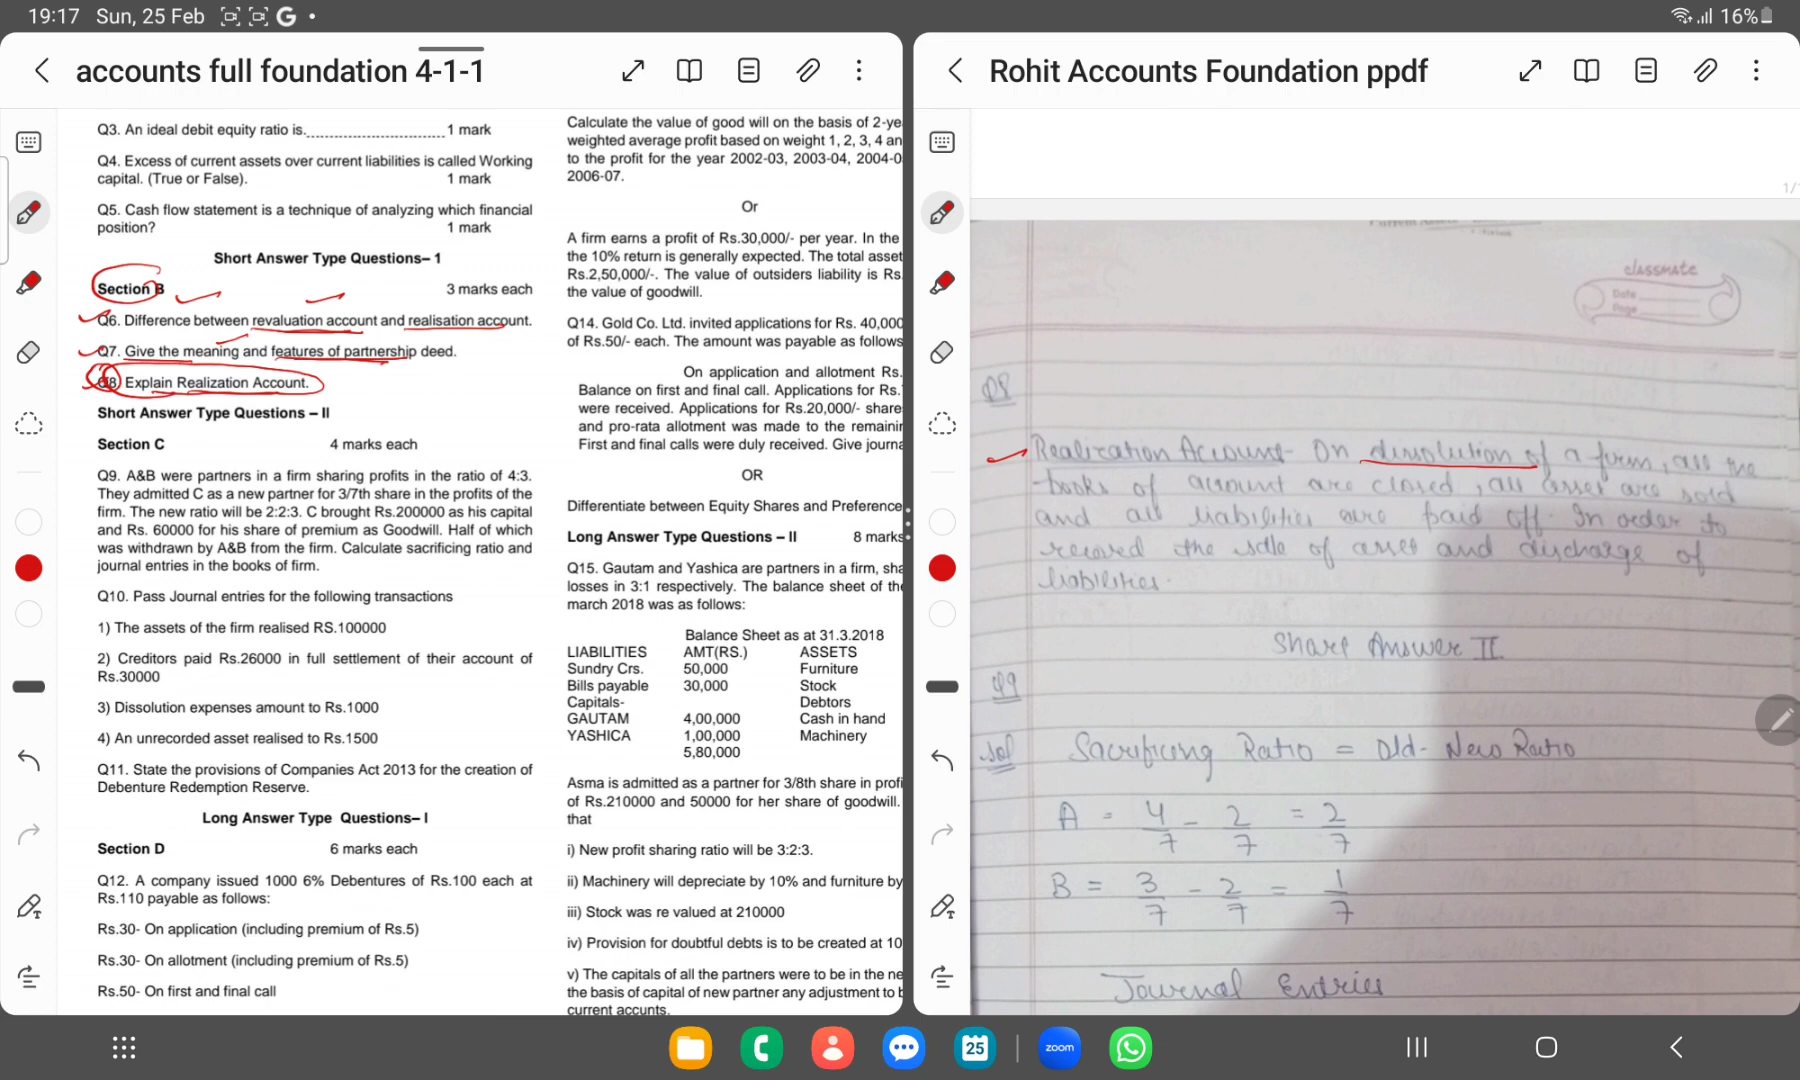 19:17 Sun, 25 Feb
16%
accounts full foundation 4-1-1
Q3. An ideal debit equity ratio is. 1 mark
Q4. Excess of current assets over current liabilities is called Working
capital. (True or False). 1 mark
Q5. Cash flow statement is a technique of analyzing which financial
position? 1 mark
Short Answer Type Questions– 1
Section B 3 marks each
Q6. Difference between revaluation account and realisation account.
Q7. Give the meaning and features of partnership deed.
Q8. Explain Realization Account.
Short Answer Type Questions – II
Section C 4 marks each
Q9. A&B were partners in a firm sharing profits in the ratio of 4:3.
They admitted C as a new partner for 3/7th share in the profits of the
firm. The new ratio will be 2:2:3. C brought Rs.200000 as his capital
and Rs. 60000 for his share of premium as Goodwill. Half of which
was withdrawn by A&B from the firm. Calculate sacrificing ratio and
journal entries in the books of firm.
Q10. Pass Journal entries for the following transactions
1) The assets of the firm realised RS.100000
2) Creditors paid Rs.26000 in full settlement of their account of
Rs.30000
3) Dissolution expenses amount to Rs.1000
4) An unrecorded asset realised to Rs.1500
Q11. State the provisions of Companies Act 2013 for the creation of
Debenture Redemption Reserve.
Long Answer Type Questions– I
Section D 6 marks each
Q12. A company issued 1000 6% Debentures of Rs.100 each at
Rs.110 payable as follows:
Rs.30- On application (including premium of Rs.5)
Rs.30- On allotment (including premium of Rs.5)
Rs.50- On first and final call
Calculate the value of good will on the basis of 2-ye
weighted average profit based on weight 1, 2, 3, 4 an
to the profit for the year 2002-03, 2003-04, 2004-0
2006-07.
Or
A firm earns a profit of Rs.30,000/- per year. In the
the 10% return is generally expected. The total asset
Rs.2,50,000/-. The value of outsiders liability is Rs.
the value of goodwill.
Q14. Gold Co. Ltd. invited applications for Rs. 40,000
of Rs.50/- each. The amount was payable as follows
On application and allotment Rs.
Balance on first and final call. Applications for Rs.
were received. Applications for Rs.20,000/- share
and pro-rata allotment was made to the remaini
First and final calls were duly received. Give journa
OR
Differentiate between Equity Shares and Preference
Long Answer Type Questions – II 8 marks
Q15. Gautam and Yashica are partners in a firm, sha
losses in 3:1 respectively. The balance sheet of the
march 2018 was as follows:
Balance Sheet as at 31.3.2018
LIABILITIES AMT(RS.) ASSETS
Sundry Crs. 50,000 Furniture
Bills payable 30,000 Stock
Capitals- Debtors
GAUTAM 4,00,000 Cash in hand
YASHICA 1,00,000 Machinery
5,80,000
Asma is admitted as a partner for 3/8th share in profi
of Rs.210000 and 50000 for her share of goodwill.
that
i) New profit sharing ratio will be 3:2:3.
ii) Machinery will depreciate by 10% and furniture by
iii) Stock was re valued at 210000
iv) Provision for doubtful debts is to be created at 10
v) The capitals of all the partners were to be in the ne
the basis of capital of new partner any adjustment to b
current accunts.
Rohit Accounts Foundation ppdf
1/
classmate
Date
Page
Q8
Realization Account- On dissolution of a form, all the
books of account are closed, all asset are sold
and all liabilities are paid off. In order to
record the sale of asset and discharge of
liabilities.
Share Answer II
Q9
Sol Sacrificing Ratio = Old - New Ratio
A = 4/7 - 2/7 = 2/7
B = 3/7 - 2/7 = 1/7
Journal Entries
25
zoom